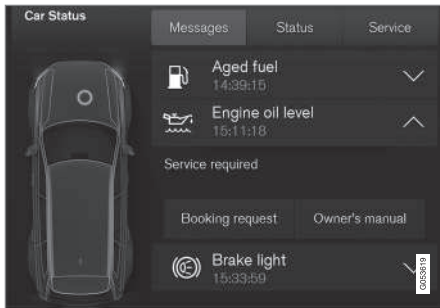 Car Status
Messages Status Service
Aged fuel
14:39:15
Engine oil level
15:11:18
Service required
Booking request Owner's manual
Brake light
15:33:59
G053619